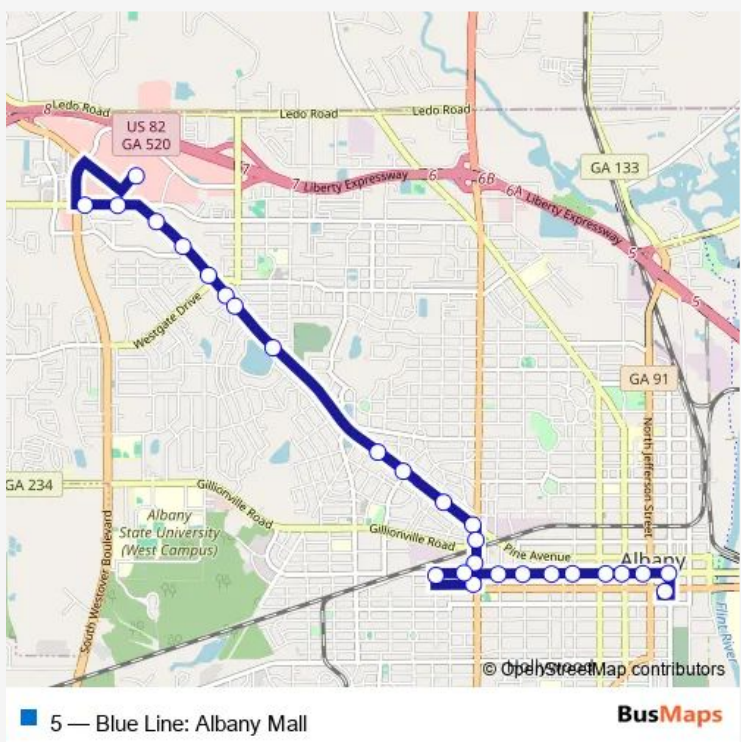 8
Ledo Road
Ledo Road
Ledo Road
US 82
GA 520
7
7
Liberty Expressway
6
6B
6A
Liberty Expressway
5
5
GA 133
Westgate Drive
GA 91
North Jefferson Street
GA 234
Gillionville Road
Gillionville Road
Albany
State University
(West Campus)
South Westover Boulevard
Pine Avenue
Albany
Flint River
© OpenStreetMap contributors
5 — Blue Line: Albany Mall
BusMaps